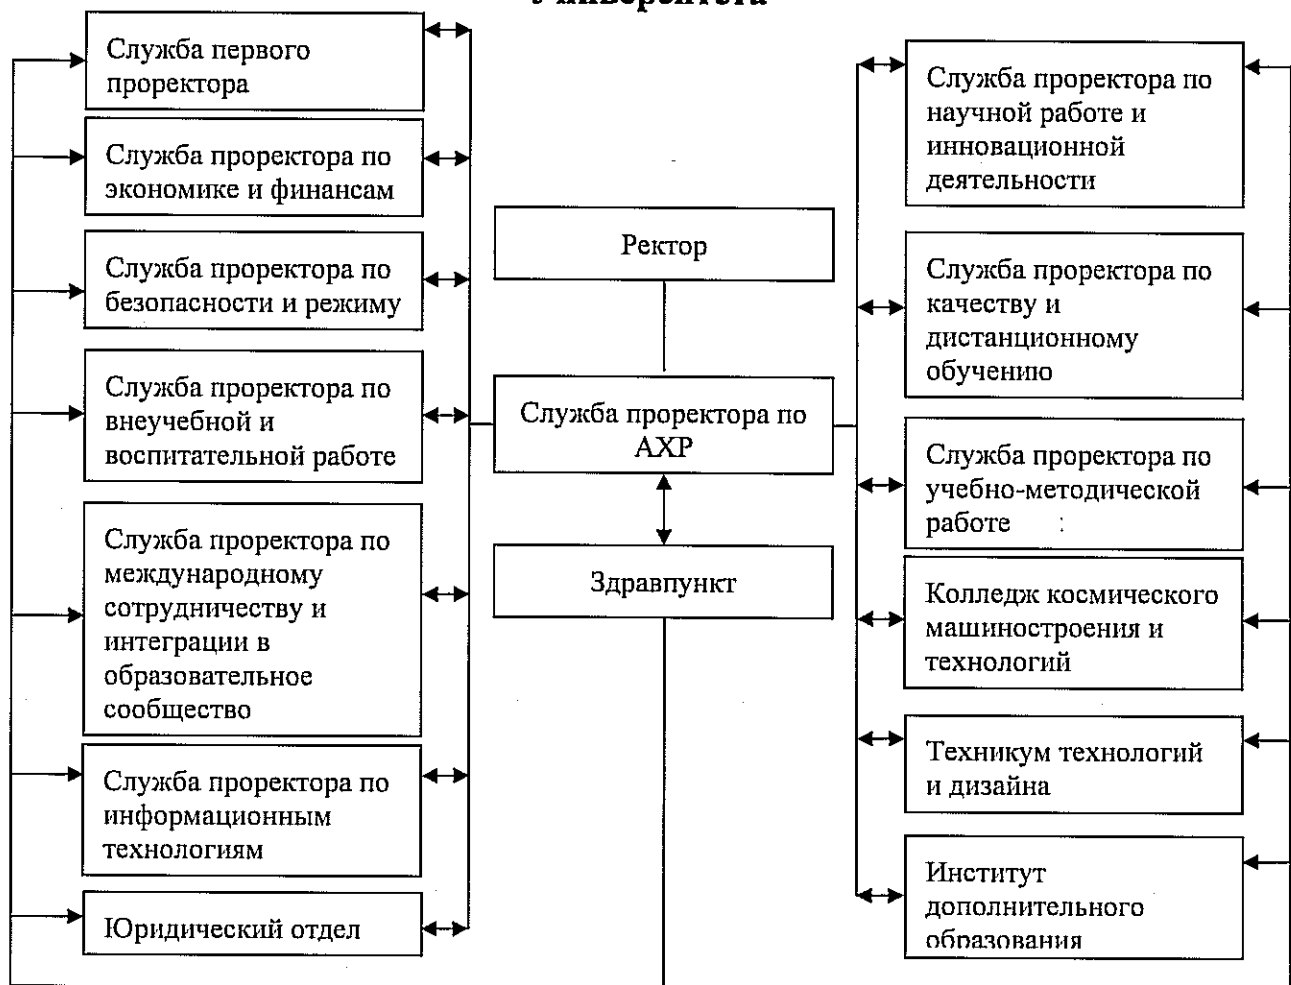 Университета
Служба первого
проректора
Служба проректора по
экономике и финансам
Служба проректора по
безопасности и режиму
Служба проректора по
внеучебной и
воспитательной работе
Служба проректора по
международному
сотрудничеству и
интеграции в
образовательное
сообщество
Служба проректора по
информационным
технологиям
Юридический отдел
Ректор
Служба проректора по
АХР
Здравпункт
Служба проректора по
научной работе и
инновационной
деятельности
Служба проректора по
качеству и
дистанционному
обучению
Служба проректора по
учебно-методической
работе :
Колледж космического
машиностроения и
технологий
Техникум технологий
и дизайна
Институт
дополнительного
образования